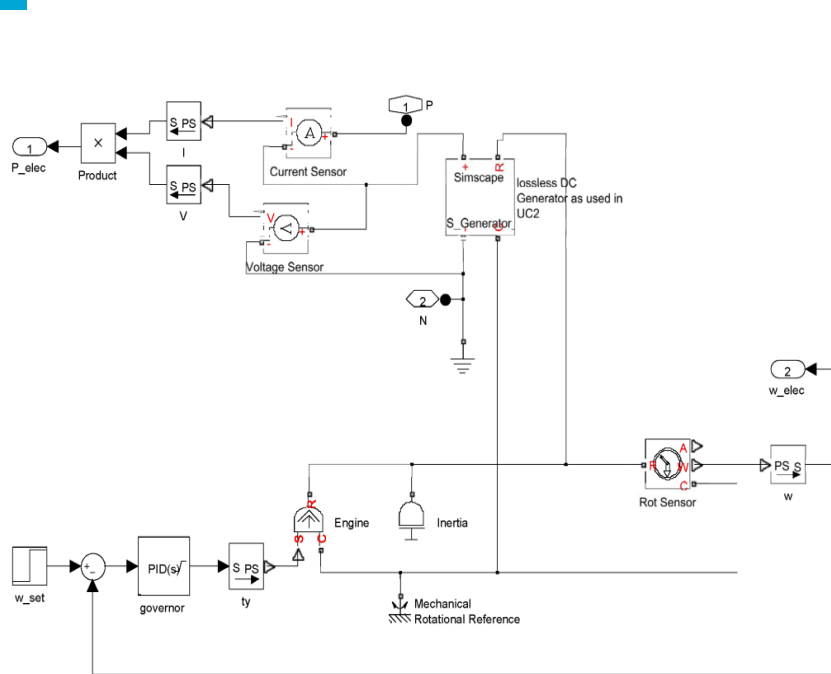 1
P
S PS
I
A
+
-
I
Current Sensor
1
P_elec
×
Product
S PS
V
V
+
-
Voltage Sensor
+
R
Simscape
S_Generator
C
lossless DC
Generator as used in
UC2
2
N
2
w_elec
A
R
W
C
Rot Sensor
PS S
w
R
S
C
Engine
Inertia
w_set
+
-
PID(s)
governor
S PS
ty
Mechanical
Rotational Reference